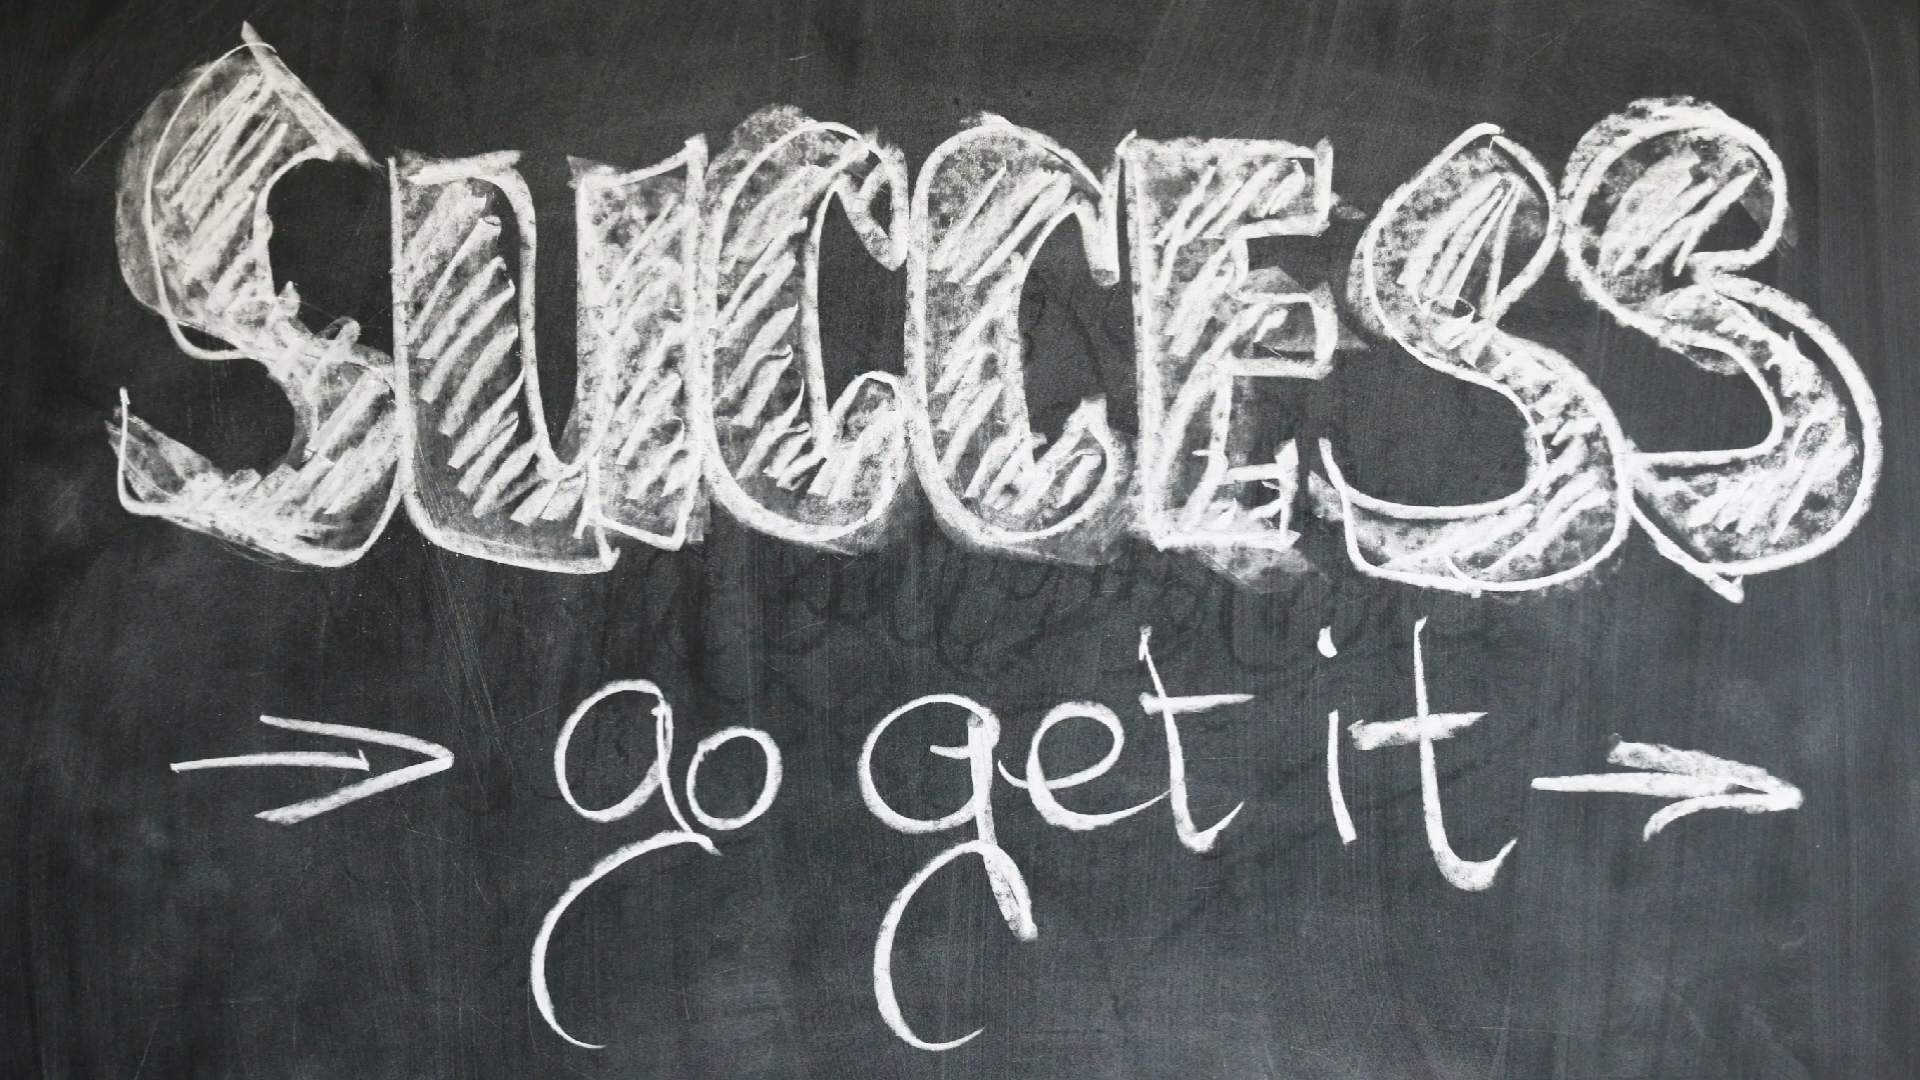 SUCCESS
→ go get it →